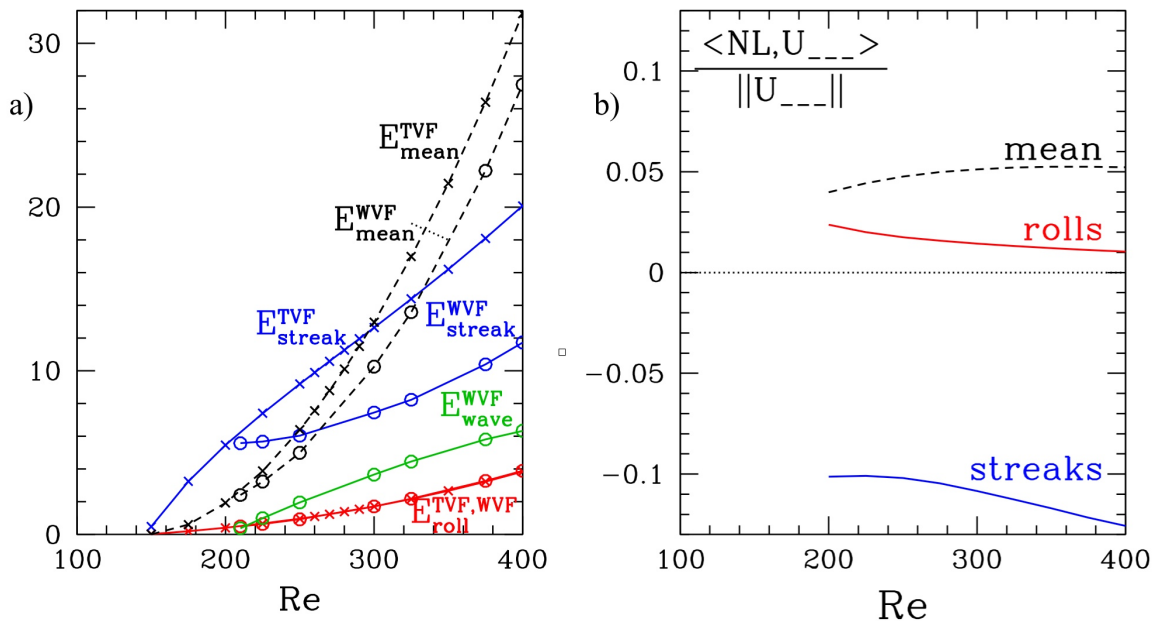 a)
30
20
10
0
100
200
300
400
Re
E^TVF_mean
E^WVF_mean
E^TVF_streak
E^WVF_streak
E^WVF_wave
E^TVF,WVF_roll
b)
<NL,U___>
||U___||
0.1
0.05
0
−0.05
−0.1
100
200
300
400
Re
mean
rolls
streaks